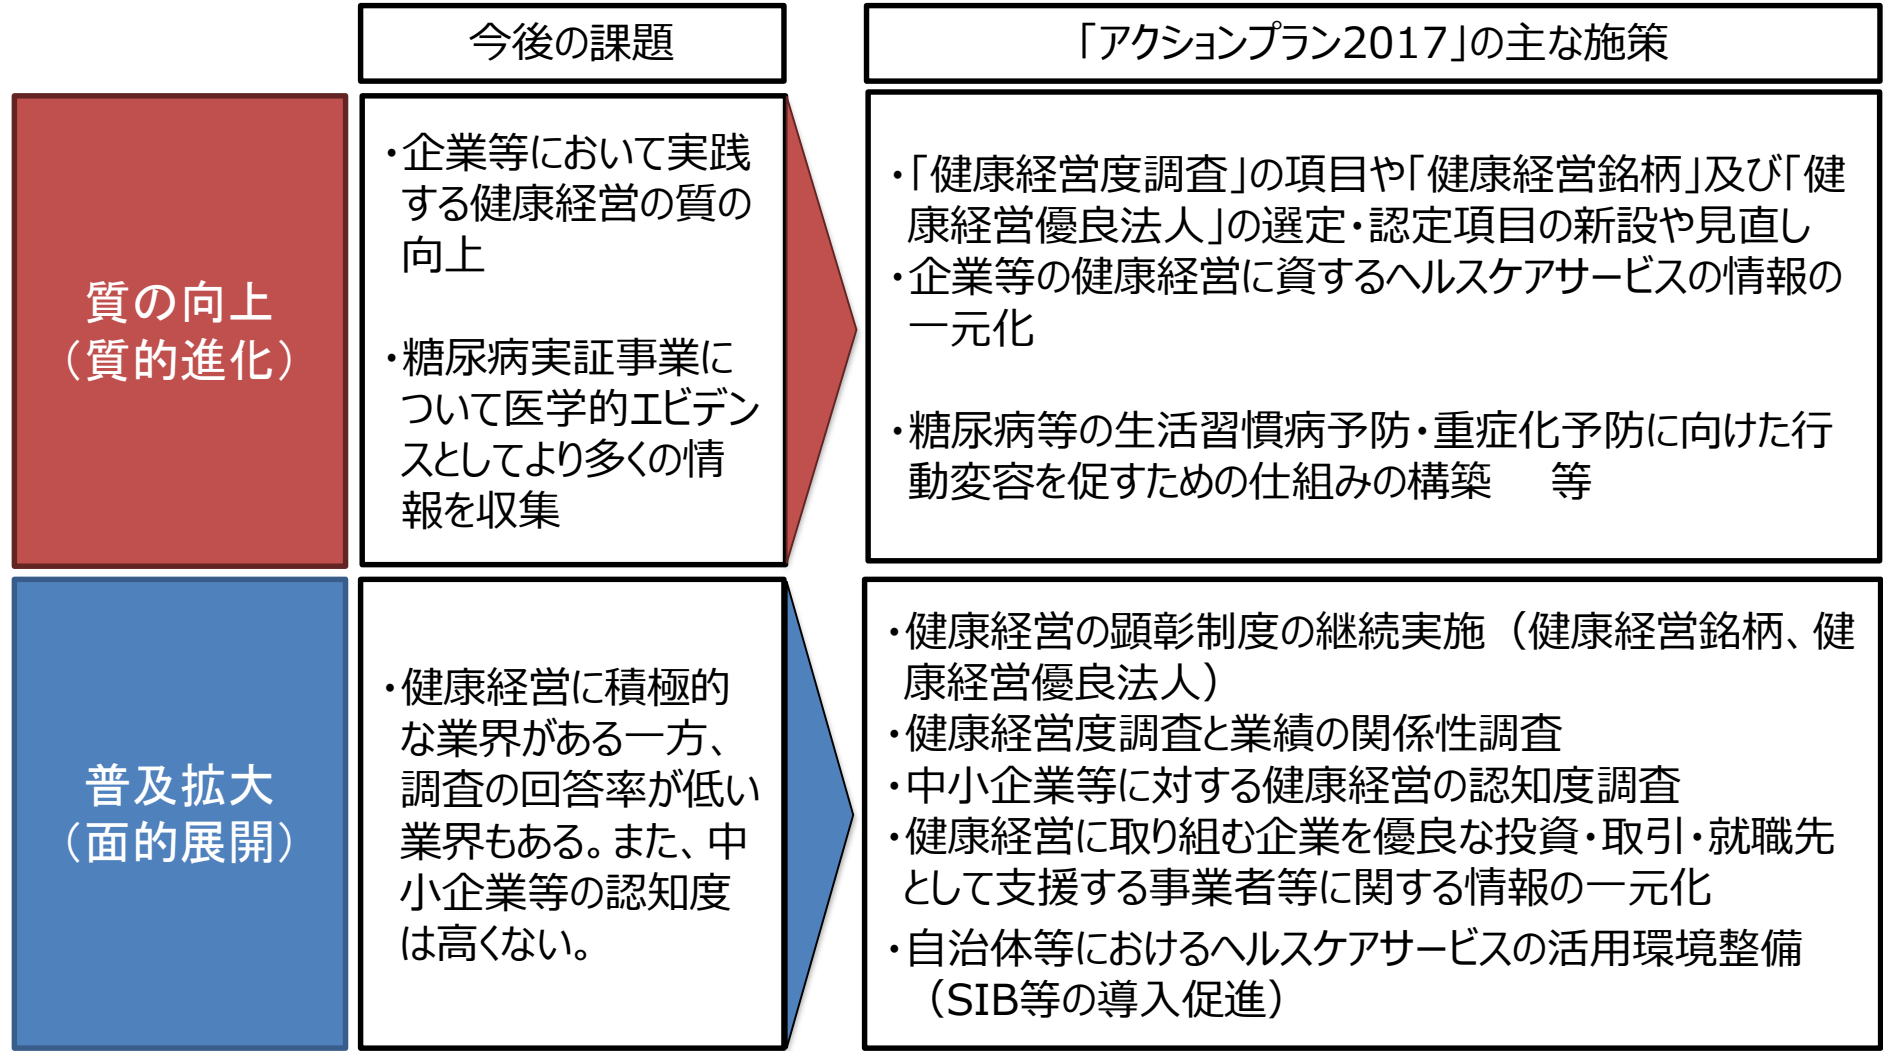 今後の課題
「アクションプラン2017」の主な施策
質の向上
（質的進化）
・企業等において実践
する健康経営の質の
向上
・糖尿病実証事業に
ついて医学的エビデン
スとしてより多くの情
報を収集
・「健康経営度調査」の項目や「健康経営銘柄」及び「健
康経営優良法人」の選定・認定項目の新設や見直し
・企業等の健康経営に資するヘルスケアサービスの情報の
一元化
・糖尿病等の生活習慣病予防・重症化予防に向けた行
動変容を促すための仕組みの構築　等
普及拡大
（面的展開）
・健康経営に積極的
な業界がある一方、
調査の回答率が低い
業界もある。また、中
小企業等の認知度
は高くない。
・健康経営の顕彰制度の継続実施（健康経営銘柄、健
康経営優良法人）
・健康経営度調査と業績の関係性調査
・中小企業等に対する健康経営の認知度調査
・健康経営に取り組む企業を優良な投資・取引・就職先
として支援する事業者等に関する情報の一元化
・自治体等におけるヘルスケアサービスの活用環境整備
（SIB等の導入促進）